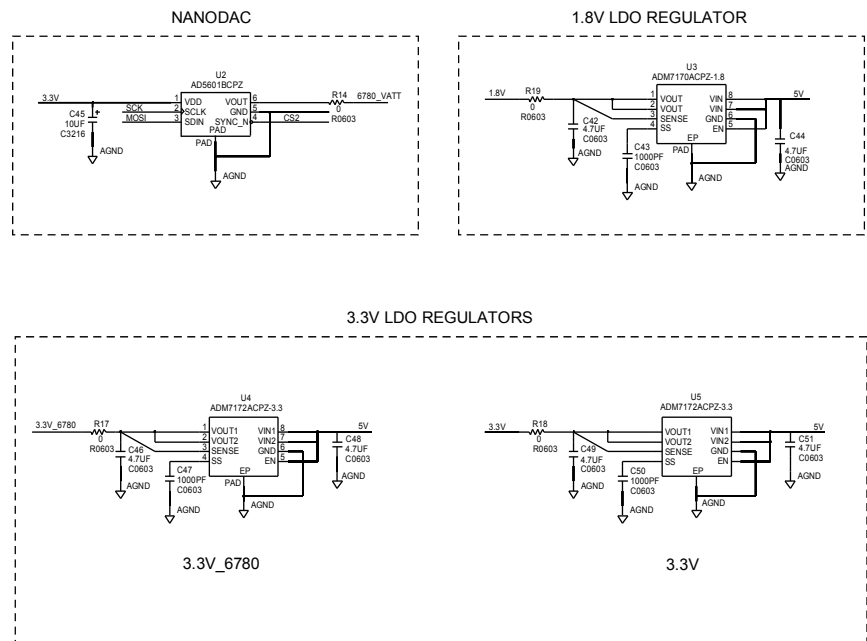 NANODAC
U2
AD5601BCPZ
3.3V
1 VDD VOUT 6
SCK 2 SCLK GND 5
MOSI 3 SDIN SYNC_N 4 CS2
PAD
PAD
R14
0
R0603
6780_VATT
C45 +
10UF
C3216
AGND
AGND
1.8V LDO REGULATOR
U3
ADM7170ACPZ-1.8
1.8V
R19
0
R0603
1 VOUT VIN 8
2 VOUT VIN 7
3 SENSE GND 6
4 SS EN 5
EP
PAD
5V
C42
4.7UF
C0603
AGND
C43
1000PF
C0603
AGND
AGND
C44
4.7UF
C0603
AGND
3.3V LDO REGULATORS
U4
ADM7172ACPZ-3.3
3.3V_6780
R17
0
R0603
1 VOUT1 VIN1 8
2 VOUT2 VIN2 7
3 SENSE GND 6
4 SS EN 5
EP
PAD
5V
C46
4.7UF
C0603
AGND
C47
1000PF
C0603
AGND
AGND
C48
4.7UF
C0603
AGND
3.3V_6780
U5
ADM7172ACPZ-3.3
3.3V
R18
0
R0603
VOUT1 VIN1
VOUT2 VIN2
SENSE GND
SS EN
EP
5V
C49
4.7UF
C0603
AGND
C50
1000PF
C0603
AGND
AGND
C51
4.7UF
C0603
AGND
3.3V